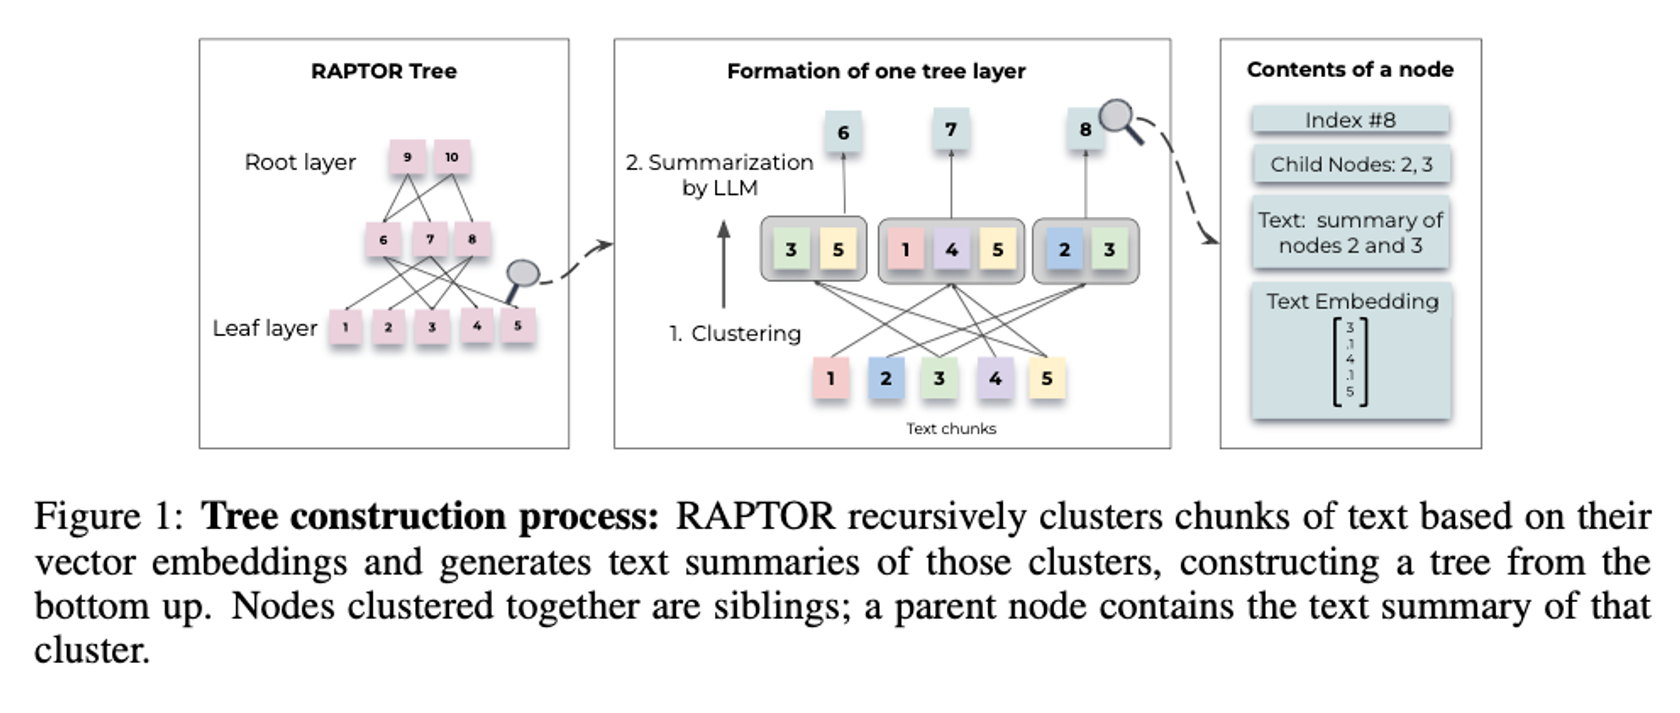 RAPTOR Tree
Root layer
9 10
6 7 8
Leaf layer
1 2 3 4 5
Formation of one tree layer
6 7 8
2. Summarization
by LLM
3 5 1 4 5 2 3
1. Clustering
1 2 3 4 5
Text chunks
Contents of a node
Index #8
Child Nodes: 2, 3
Text: summary of
nodes 2 and 3
Text Embedding
3
.1
4
.1
5
Figure 1: Tree construction process: RAPTOR recursively clusters chunks of text based on their
vector embeddings and generates text summaries of those clusters, constructing a tree from the
bottom up. Nodes clustered together are siblings; a parent node contains the text summary of that
cluster.